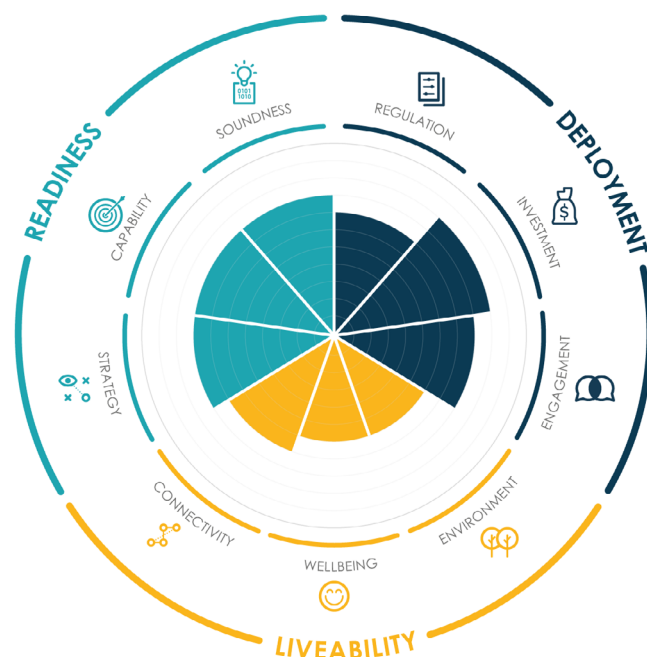 READINESS
DEPLOYMENT
LIVEABILITY
SOUNDNESS
0101
1010
REGULATION
CAPABILITY
INVESTMENT
$
STRATEGY
ENGAGEMENT
CONNECTIVITY
WELLBEING
ENVIRONMENT